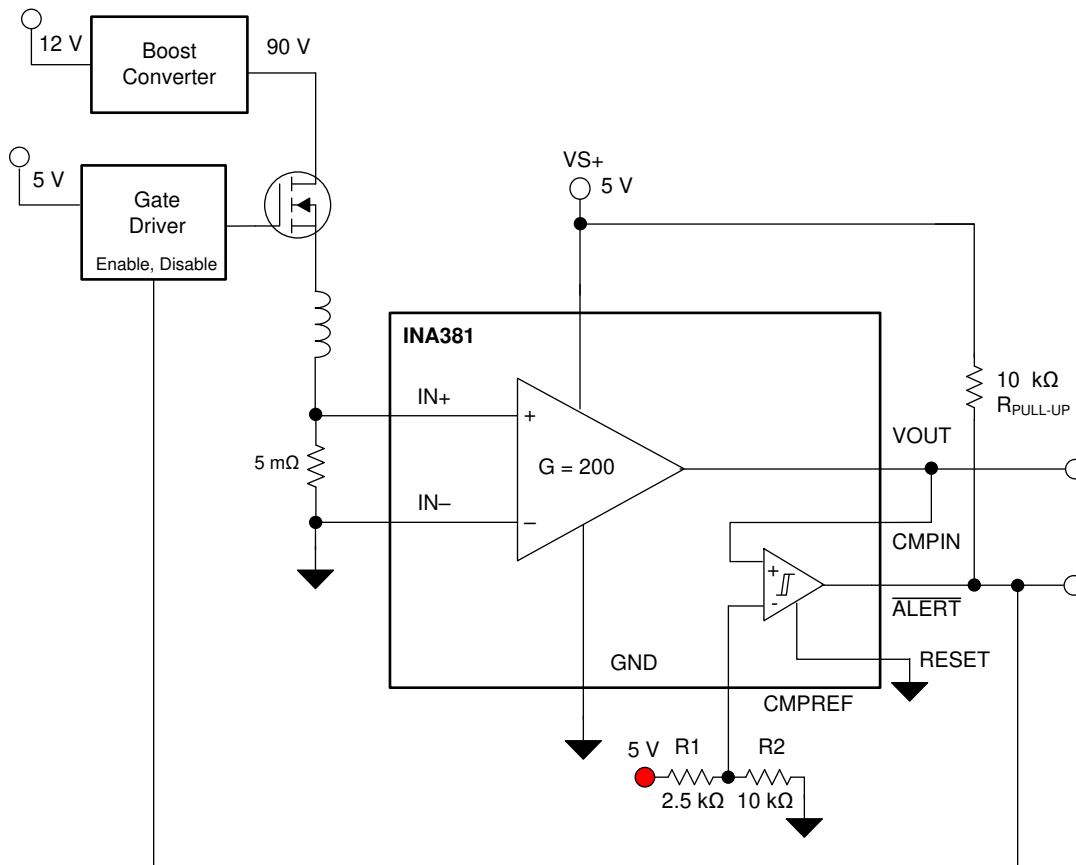 12 V
Boost
Converter
90 V
5 V
Gate
Driver
Enable, Disable
VS+
5 V
INA381
IN+
+
G = 200
5 mΩ
IN–
–
10 kΩ
RPULL-UP
VOUT
CMPIN
+
-
ALERT
RESET
GND
CMPREF
5 V
R1
R2
2.5 kΩ
10 kΩ